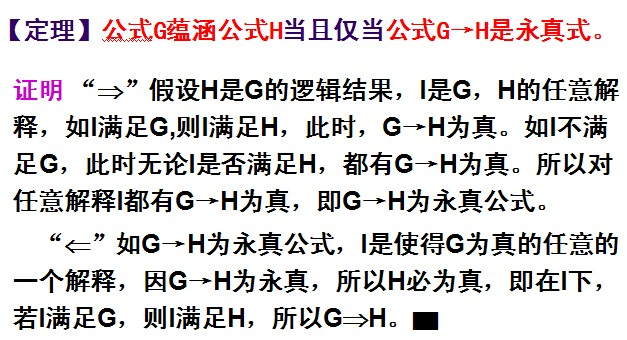 【定理】公式G蕴涵公式H当且仅当公式G→H是永真式。
证明 “⇒”假设H是G的逻辑结果，I是G，H的任意解
释，如I满足G,则I满足H，此时，G→H为真。如I不满
足G，此时无论I是否满足H，都有G→H为真。所以对
任意解释I都有G→H为真，即G→H为永真公式。
“⇐”如G→H为永真公式，I是使得G为真的任意的
一个解释，因G→H为永真，所以H必为真，即在I下，
若I满足G，则I满足H，所以G⇒H。